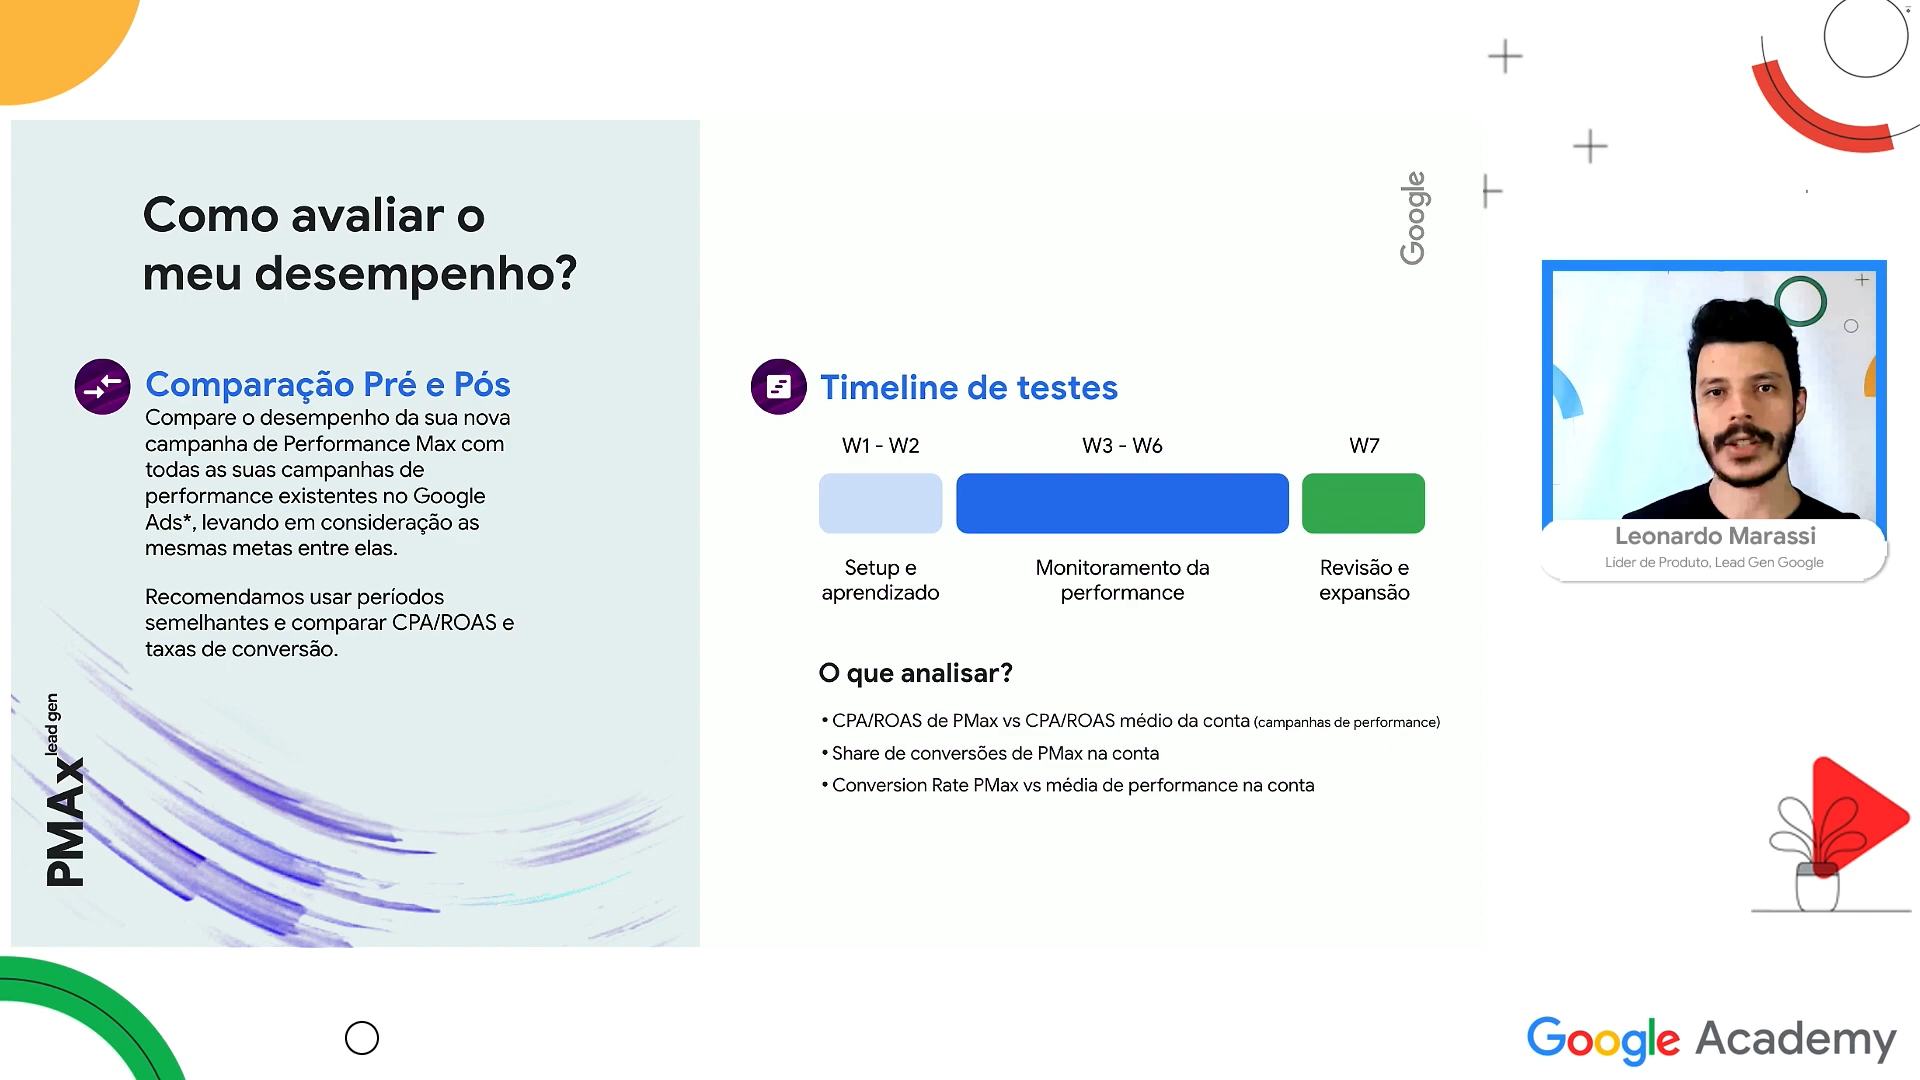 Como avaliar o
meu desempenho?
Comparação Pré e Pós
Compare o desempenho da sua nova
campanha de Performance Max com
todas as suas campanhas de
performance existentes no Google
Ads*, levando em consideração as
mesmas metas entre elas.
Recomendamos usar períodos
semelhantes e comparar CPA/ROAS e
taxas de conversão.
PMAx lead gen
Google
Timeline de testes
W1 - W2
W3 - W6
W7
Setup e
aprendizado
Monitoramento da
performance
Revisão e
expansão
O que analisar?
• CPA/ROAS de PMax vs CPA/ROAS médio da conta (campanhas de performance)
• Share de conversões de PMax na conta
• Conversion Rate PMax vs média de performance na conta
Leonardo Marassi
Líder de Produto, Lead Gen Google
Google Academy